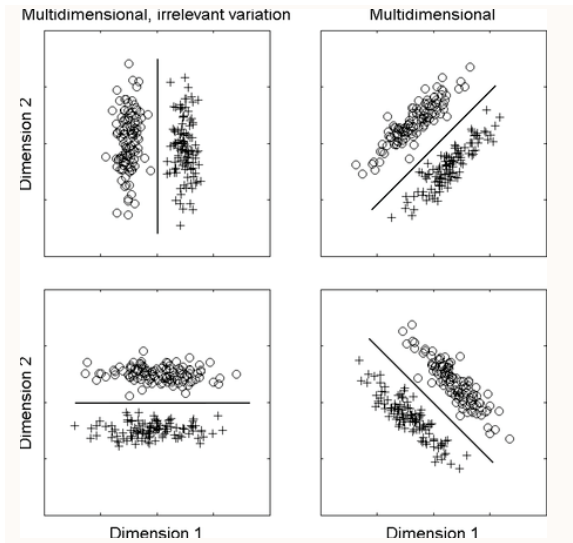 Multidimensional, irrelevant variation
Multidimensional
Dimension 2
Dimension 2
Dimension 1
Dimension 1